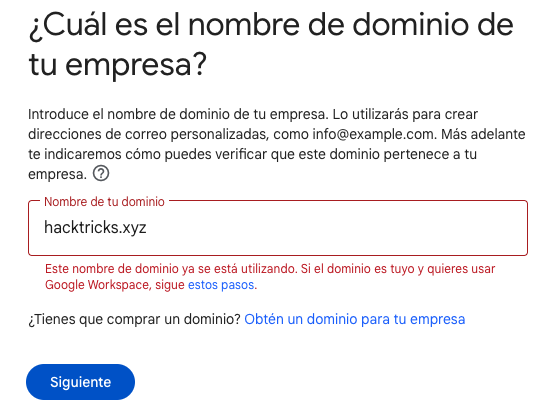 ¿Cuál es el nombre de dominio de
tu empresa?
Introduce el nombre de dominio de tu empresa. Lo utilizarás para crear
direcciones de correo personalizadas, como info@example.com. Más adelante
te indicaremos cómo puedes verificar que este dominio pertenece a tu
empresa. ?
Nombre de tu dominio
hacktricks.xyz
Este nombre de dominio ya se está utilizando. Si el dominio es tuyo y quieres usar
Google Workspace, sigue estos pasos.
¿Tienes que comprar un dominio? Obtén un dominio para tu empresa
Siguiente